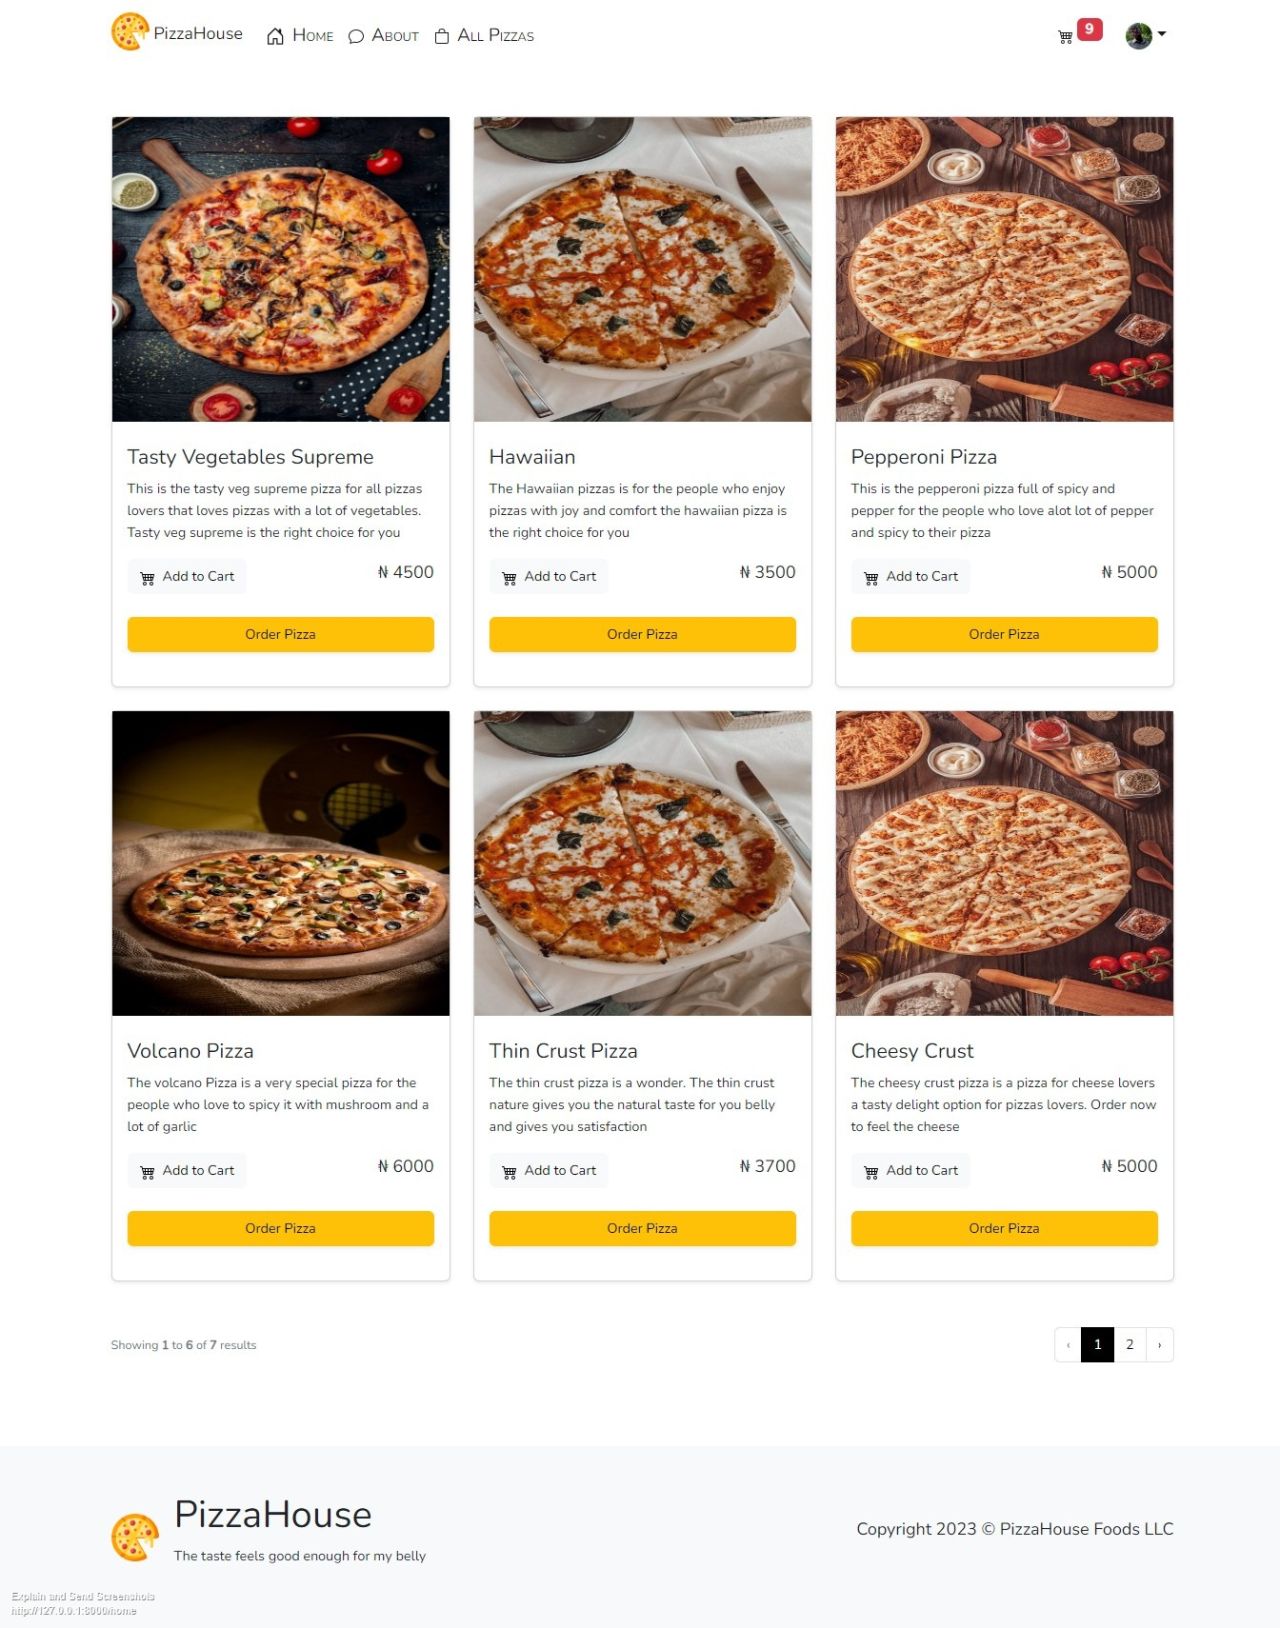 PizzaHouse Home About All Pizzas 9
Tasty Vegetables Supreme
This is the tasty veg supreme pizza for all pizzas
lovers that loves pizzas with a lot of vegetables.
Tasty veg supreme is the right choice for you
Add to Cart ₦ 4500
Order Pizza
Hawaiian
The Hawaiian pizzas is for the people who enjoy
pizzas with joy and comfort the hawaiian pizza is
the right choice for you
Add to Cart ₦ 3500
Order Pizza
Pepperoni Pizza
This is the pepperoni pizza full of spicy and
pepper for the people who love alot lot of pepper
and spicy to their pizza
Add to Cart ₦ 5000
Order Pizza
Volcano Pizza
The volcano Pizza is a very special pizza for the
people who love to spicy it with mushroom and a
lot of garlic
Add to Cart ₦ 6000
Order Pizza
Thin Crust Pizza
The thin crust pizza is a wonder. The thin crust
nature gives you the natural taste for you belly
and gives you satisfaction
Add to Cart ₦ 3700
Order Pizza
Cheesy Crust
The cheesy crust pizza is a pizza for cheese lovers
a tasty delight option for pizzas lovers. Order now
to feel the cheese
Add to Cart ₦ 5000
Order Pizza
Showing 1 to 6 of 7 results
‹ 1 2 ›
PizzaHouse
The taste feels good enough for my belly
Copyright 2023 © PizzaHouse Foods LLC
Explain and Send Screenshots
http://127.0.0.1:8000/home